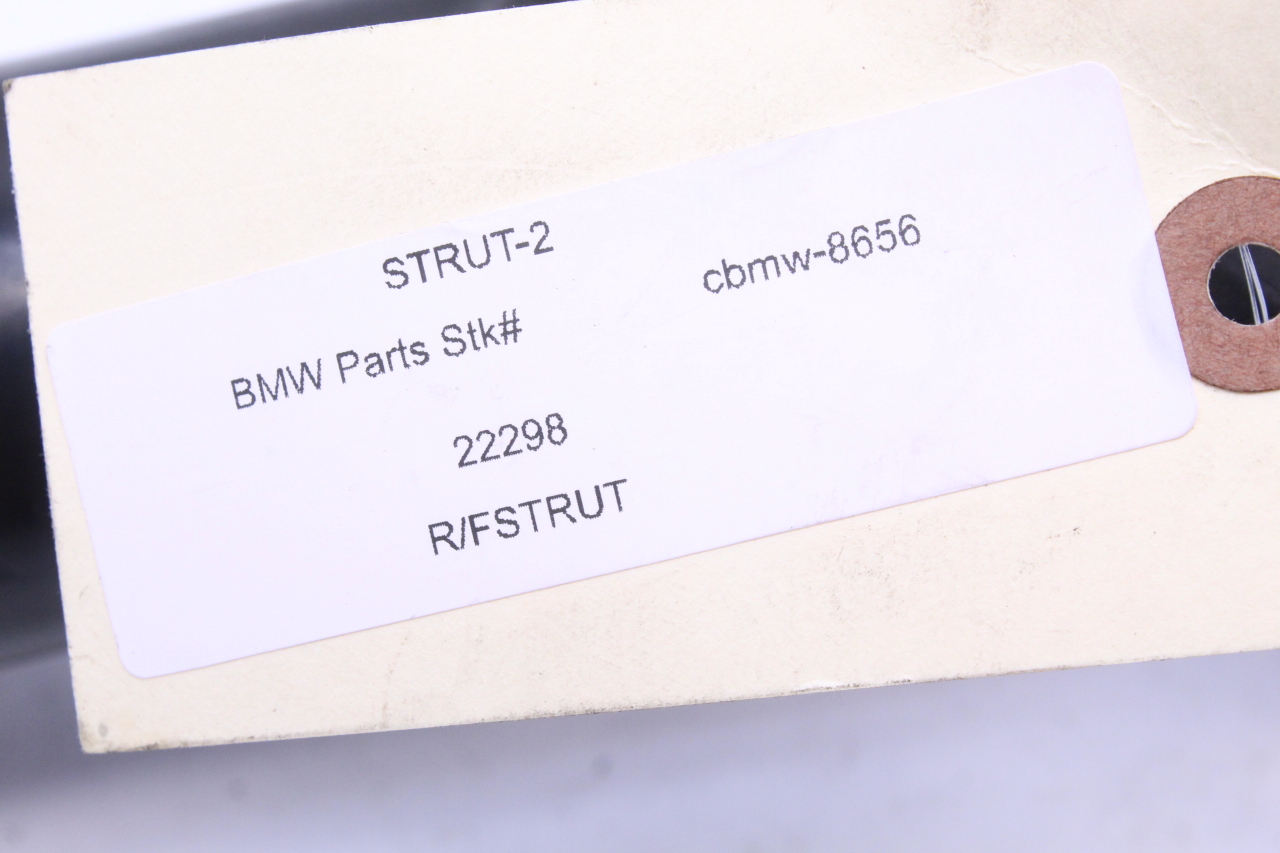 STRUT-2 cbmw-8656
BMW Parts Stk#
22298
R/FSTRUT